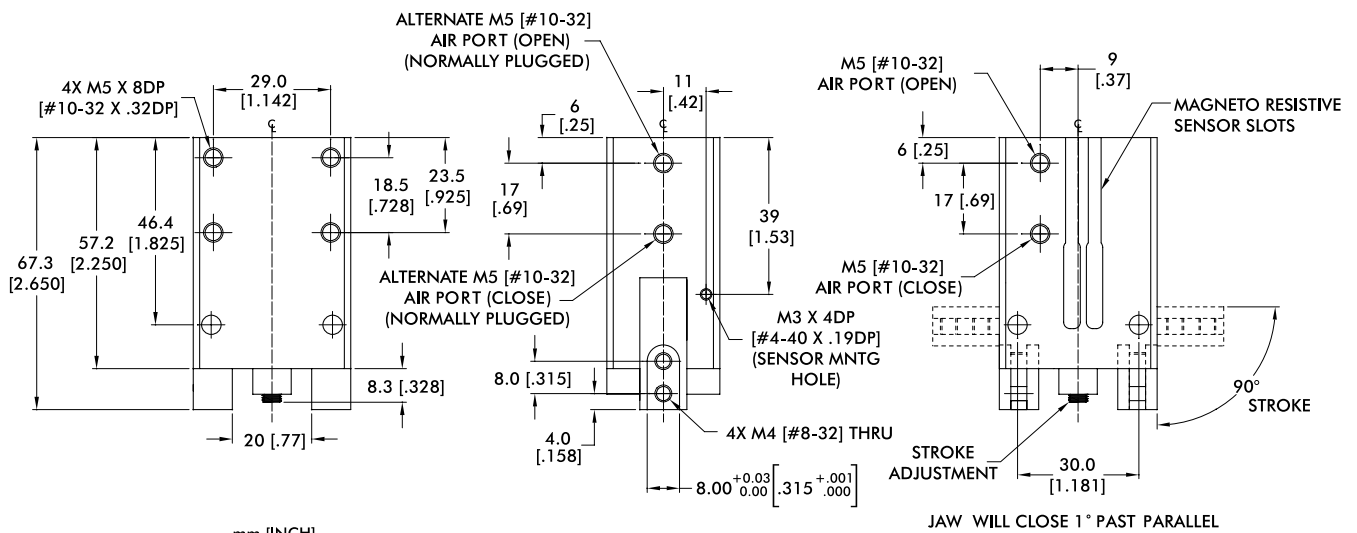 4X M5 X 8DP
[#10-32 X .32DP]
29.0
[1.142]
℄
67.3
[2.650]
57.2
[2.250]
46.4
[1.825]
18.5
[.728]
23.5
[.925]
8.3 [.328]
20 [.77]
ALTERNATE M5 [#10-32]
AIR PORT (OPEN)
(NORMALLY PLUGGED)
6
[.25]
11
[.42]
℄
17
[.69]
39
[1.53]
ALTERNATE M5 [#10-32]
AIR PORT (CLOSE)
(NORMALLY PLUGGED)
M3 X 4DP
[#4-40 X .19DP]
(SENSOR MNTG
HOLE)
8.0 [.315]
4.0
[.158]
4X M4 [#8-32] THRU
8.00 +0.03 0.00 [.315 +.001 .000]
M5 [#10-32]
AIR PORT (OPEN)
9
[.37]
℄
MAGNETO RESISTIVE
SENSOR SLOTS
6 [.25]
17 [.69]
M5 [#10-32]
AIR PORT (CLOSE)
90°
STROKE
STROKE
ADJUSTMENT
30.0
[1.181]
JAW WILL CLOSE 1° PAST PARALLEL
mm [INCH]